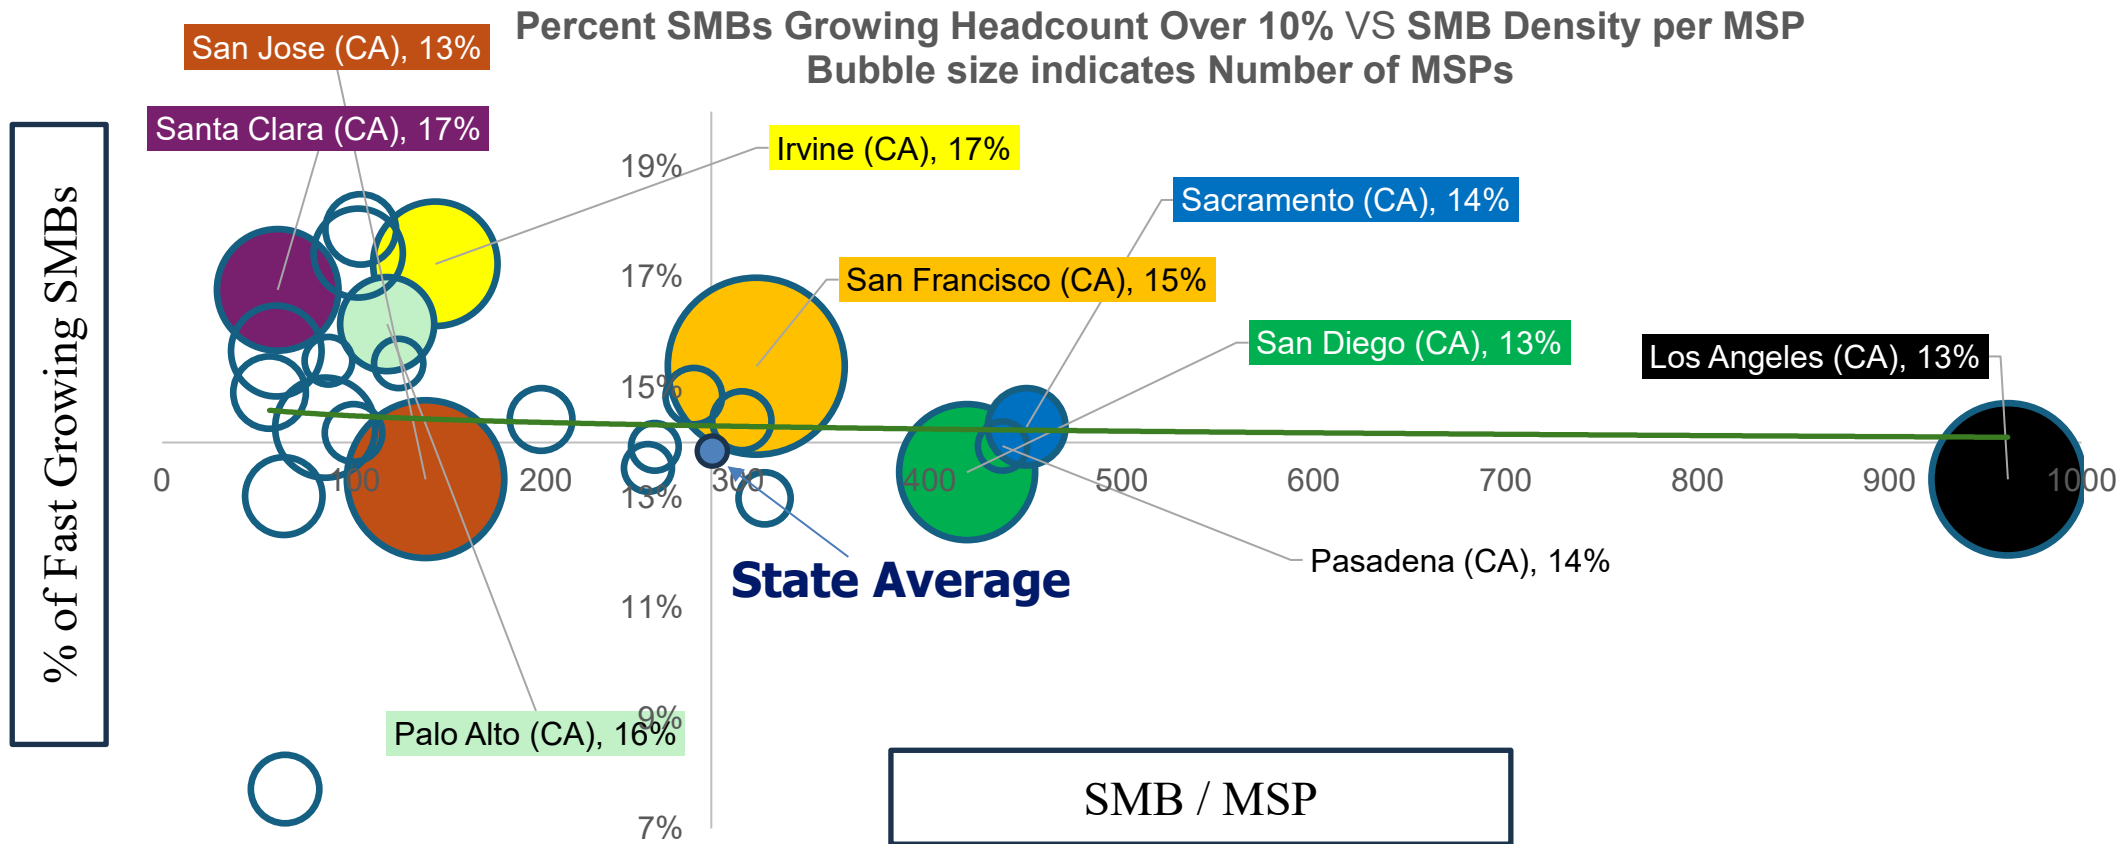 Percent SMBs Growing Headcount Over 10% VS SMB Density per MSP
Bubble size indicates Number of MSPs
San Jose (CA), 13%
Santa Clara (CA), 17%
Irvine (CA), 17%
Sacramento (CA), 14%
San Francisco (CA), 15%
San Diego (CA), 13%
Los Angeles (CA), 13%
Pasadena (CA), 14%
Palo Alto (CA), 16%
State Average
% of Fast Growing SMBs
19%
17%
15%
13%
11%
9%
7%
0
100
200
300
400
500
600
700
800
900
1000
SMB / MSP